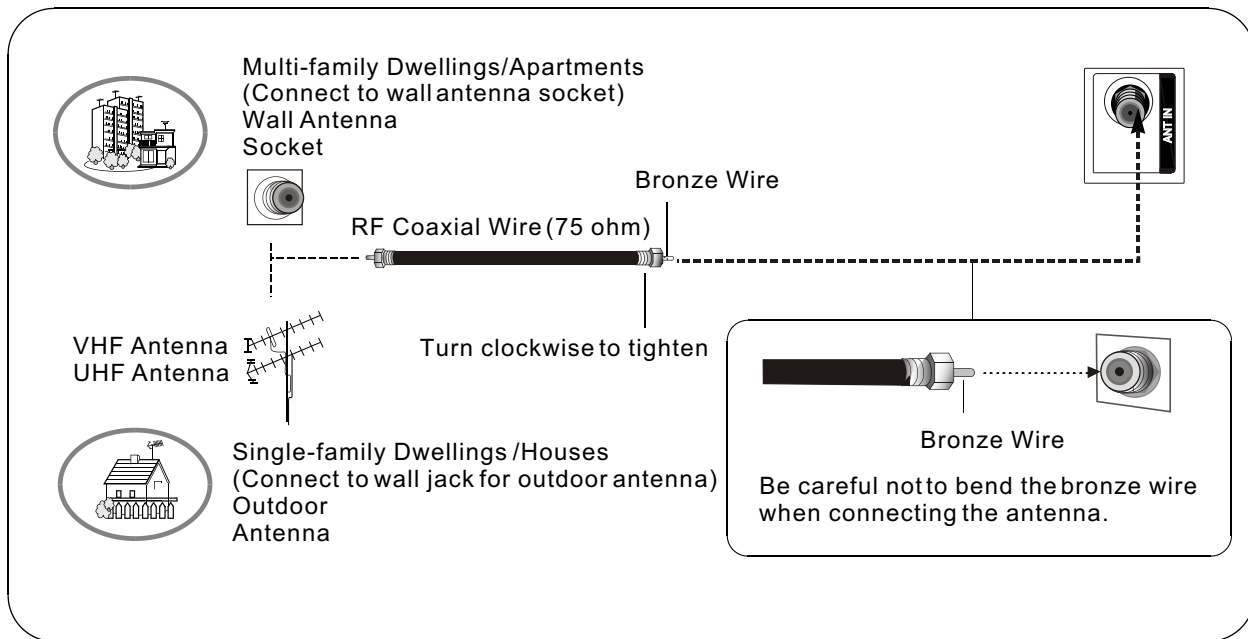 Multi-family Dwellings/Apartments
(Connect to wall antenna socket)
Wall Antenna
Socket
ANT IN
Bronze Wire
RF Coaxial Wire (75 ohm)
VHF Antenna
UHF Antenna
Turn clockwise to tighten
Single-family Dwellings /Houses
(Connect to wall jack for outdoor antenna)
Outdoor
Antenna
Bronze Wire
Be careful not to bend the bronze wire
when connecting the antenna.